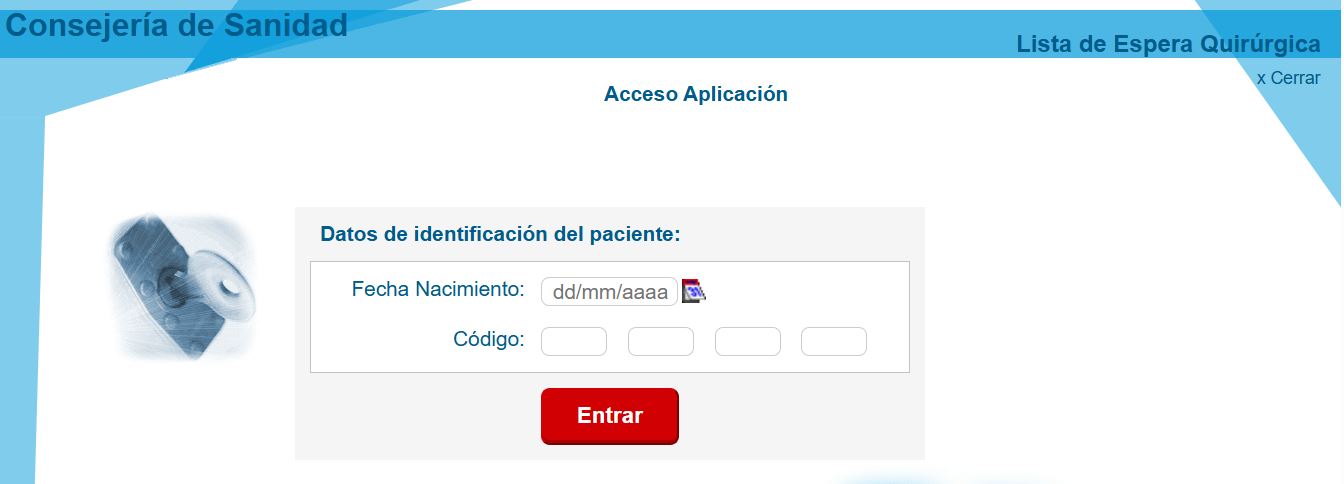 Consejería de Sanidad
Lista de Espera Quirúrgica
x Cerrar
Acceso Aplicación
Datos de identificación del paciente:
Fecha Nacimiento: dd/mm/aaaa 31
Código:
Entrar